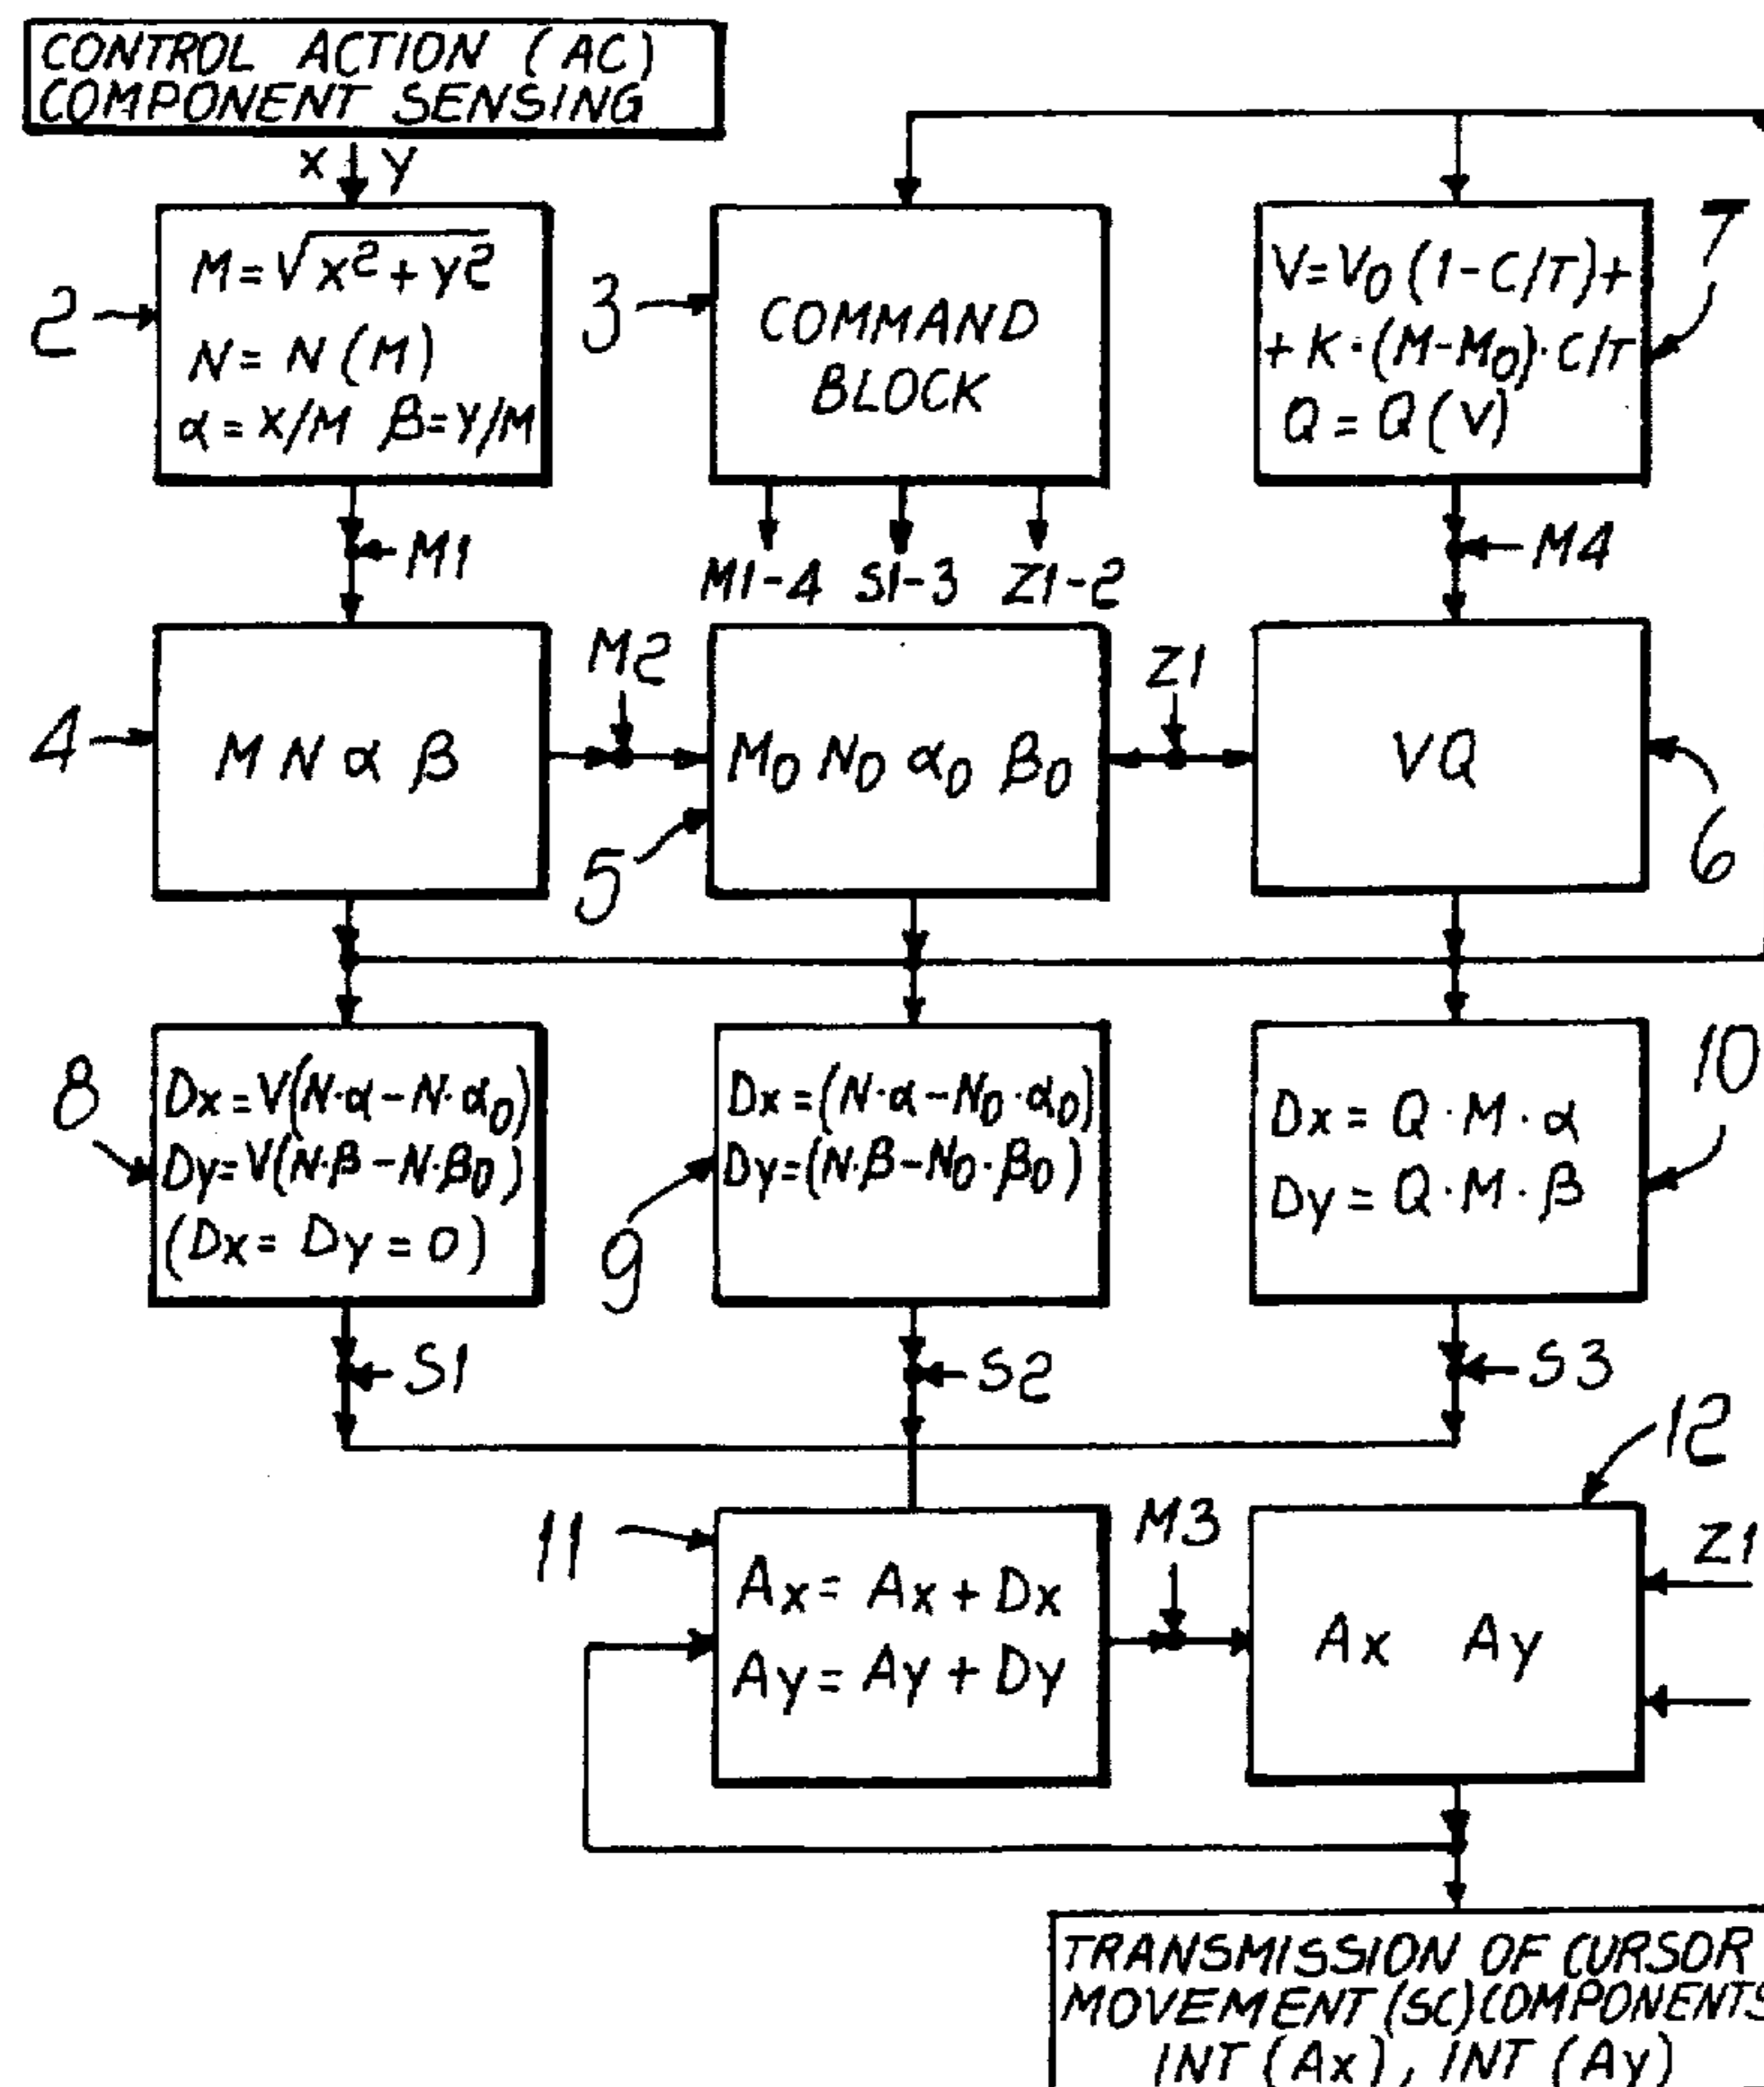 CONTROL ACTION (AC)
COMPONENT SENSING
X Y
2
M=√x²+y²
N=N(M)
α=X/M β=Y/M
3
COMMAND
BLOCK
7
V=V0(1-C/T)+
+K·(M-M0)·C/T
Q=Q(V)
M1
M1-4 S1-3 Z1-2
M4
4
M N α β
M2
5
M0 N0 α0 β0
Z1
VQ
6
8
Dx=V(N·α-N·α0)
Dy=V(N·β-N·β0)
(Dx=Dy=0)
9
Dx=(N·α-N0·α0)
Dy=(N·β-N0·β0)
10
Dx=Q·M·α
Dy=Q·M·β
S1
S2
S3
11
Ax=Ax+Dx
Ay=Ay+Dy
M3
12
Ax Ay
Z1
TRANSMISSION OF CURSOR
MOVEMENT (SC) COMPONENTS
INT (Ax), INT (Ay)